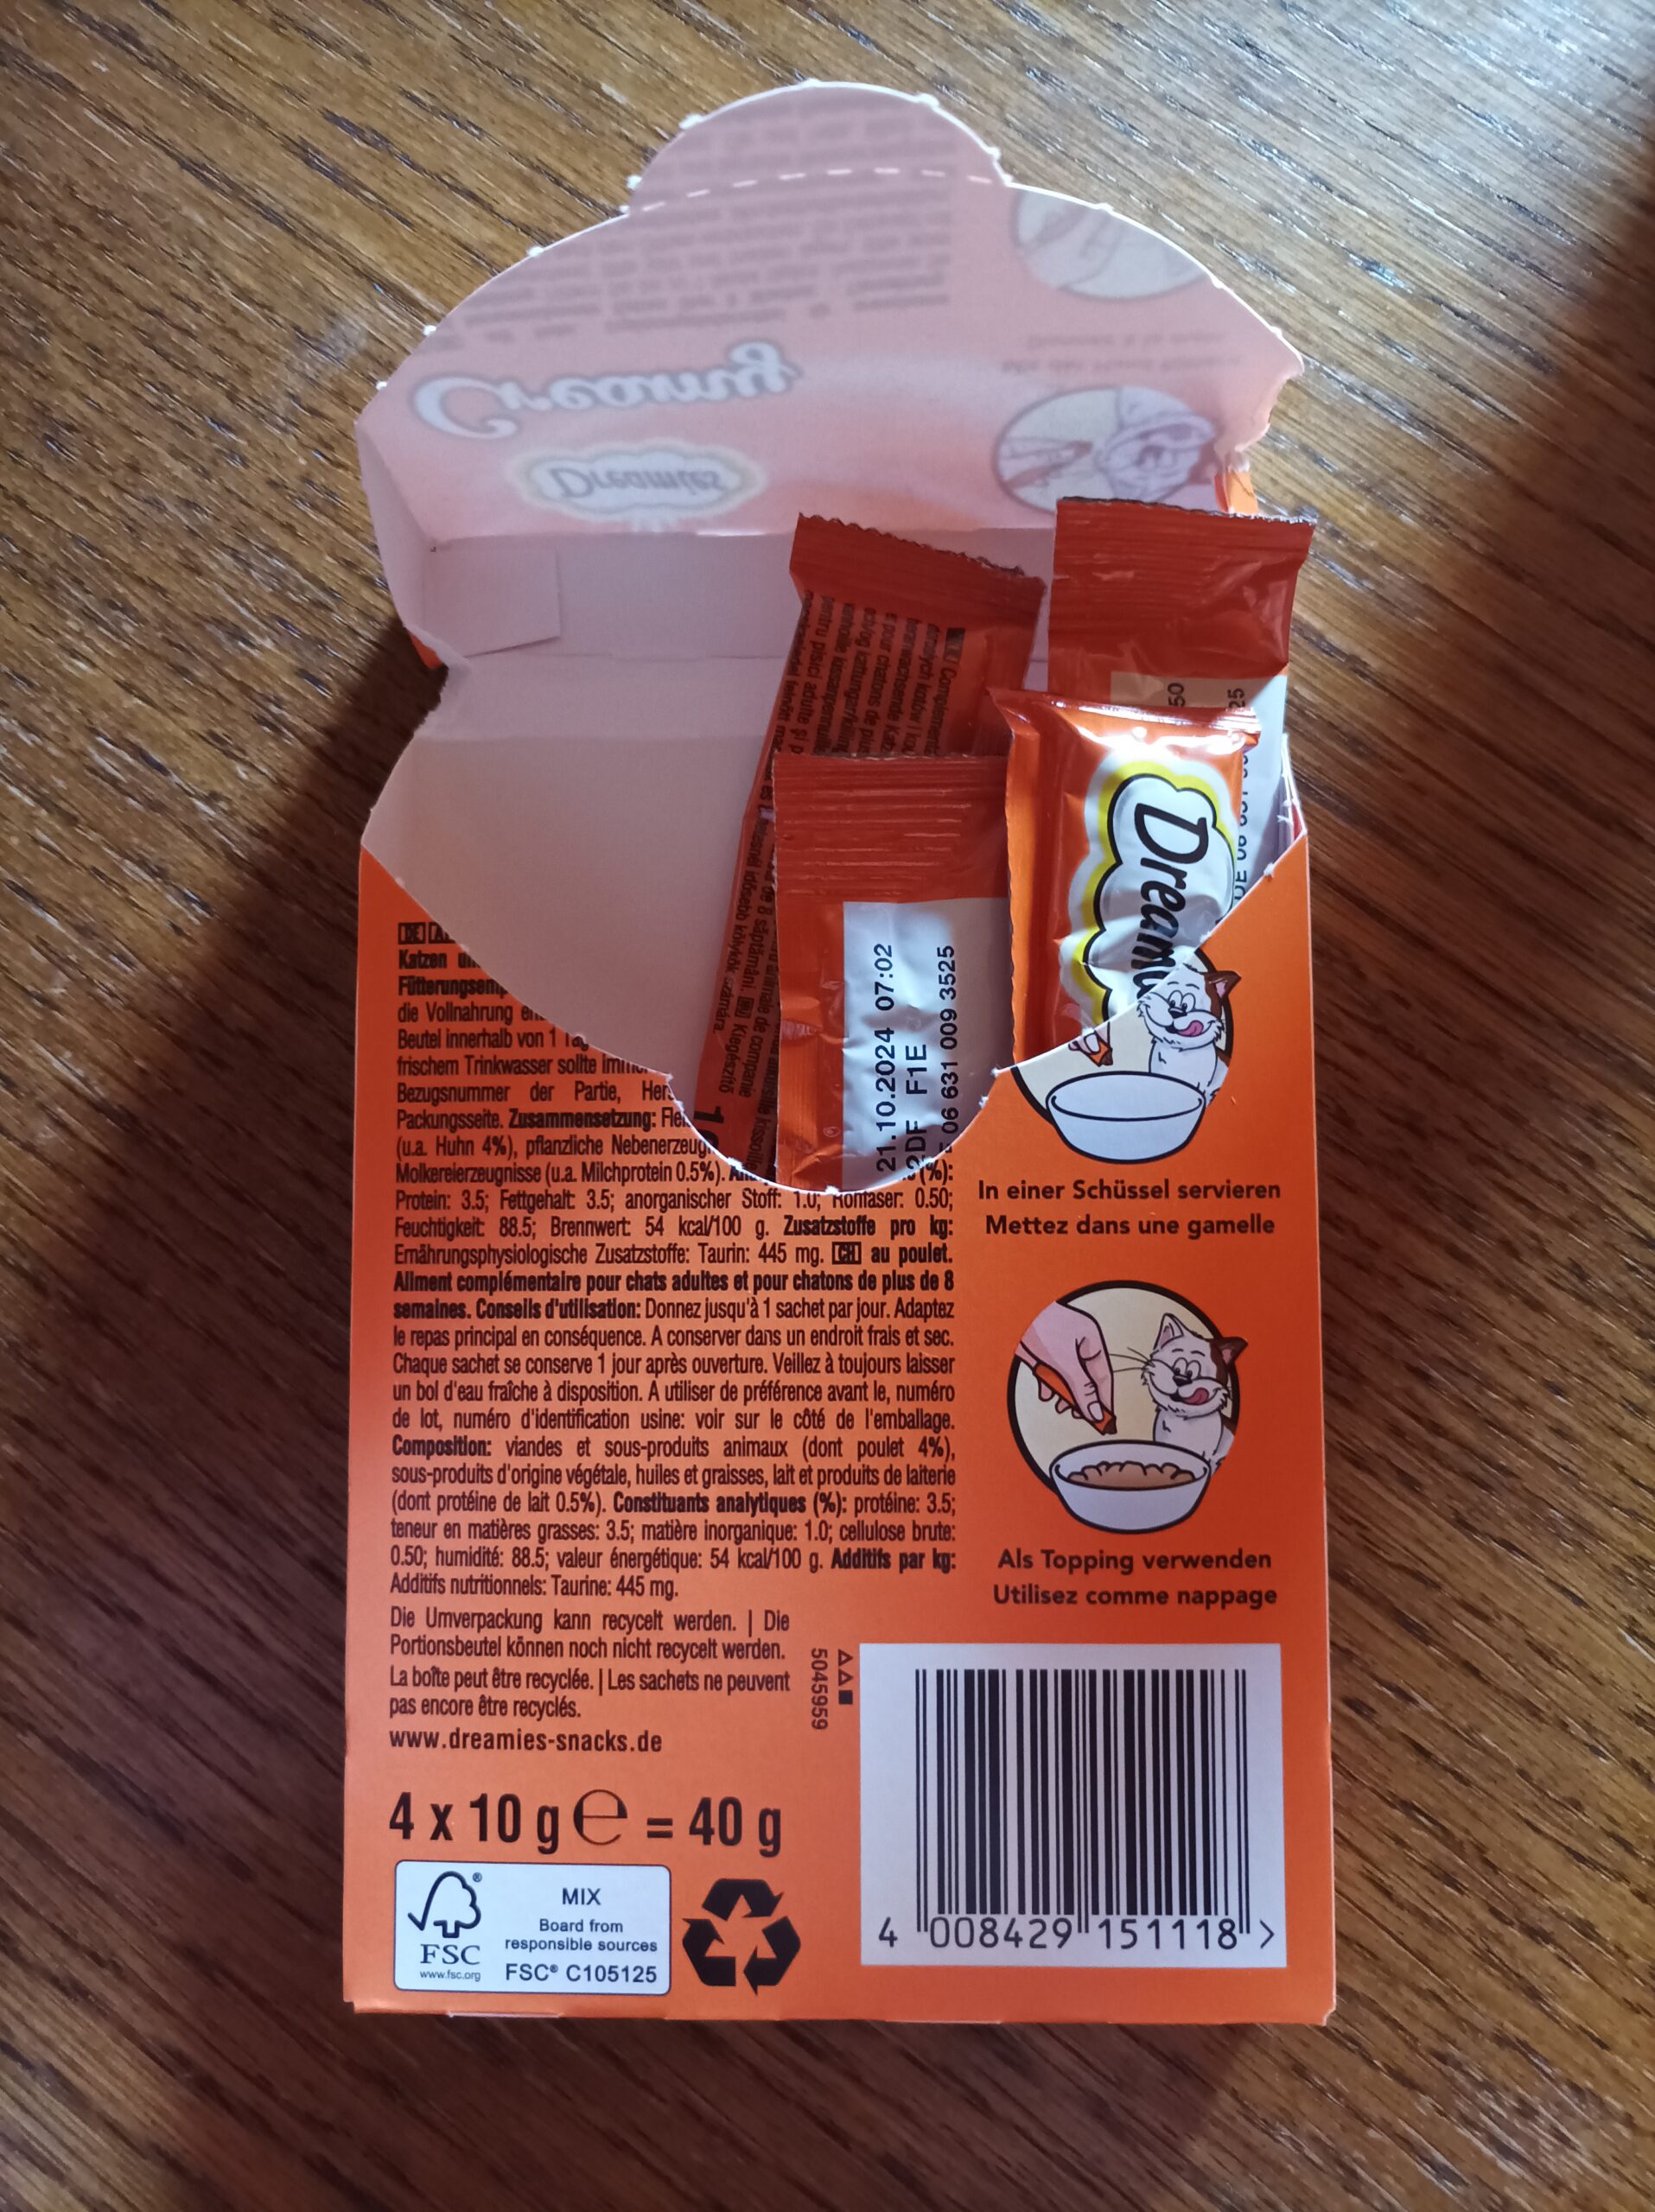 Creamy
Dreamies
Dreami
21.10.2024 07:02
2DF F1E
06 631 009 3525
50
25
DE
Katzen
die Vollnahrung
Beutel innerhalb von 1
frischem Trinkwasser sollte
Bezugsnummer der Partie,
Packungsseite. Zusammensetzung:
(u.a. Huhn 4%), pflanzliche
Molkereierzeugnisse (u.a. Milchprotein 0.5%). (%):
Protein: 3.5; Fettgehalt: 3.5; anorganischer Stoff: 1.0; Rohfaser: 0.50;
Feuchtigkeit: 88.5; Brennwert: 54 kcal/100 g. Zusatzstoffe pro kg:
Ernährungsphysiologische Zusatzstoffe: Taurin: 445 mg. CH au poulet.
Aliment complémentaire pour chats adultes et pour chatons de plus de 8
semaines. Conseils d'utilisation: Donnez jusqu'à 1 sachet par jour. Adaptez
le repas principal en conséquence. A conserver dans un endroit frais et sec.
Chaque sachet se conserve 1 jour après ouverture. Veillez à toujours laisser
un bol d'eau fraîche à disposition. A utiliser de préférence avant le, numéro
de lot, numéro d'identification usine: voir sur le côté de l'emballage.
Composition: viandes et sous-produits animaux (dont poulet 4%),
sous-produits d'origine végétale, huiles et graisses, lait et produits de laiterie
(dont protéine de lait 0.5%). Constituants analytiques (%): protéine: 3.5;
teneur en matières grasses: 3.5; matière inorganique: 1.0; cellulose brute:
0.50; humidité: 88.5; valeur énergétique: 54 kcal/100 g. Additifs par kg:
Additifs nutritionnels: Taurine: 445 mg.
Die Umverpackung kann recycelt werden. | Die
Portionsbeutel können noch nicht recycelt werden.
La boîte peut être recyclée. | Les sachets ne peuvent
pas encore être recyclés.
www.dreamies-snacks.de
4 x 10 g e = 40 g
FSC
www.fsc.org
MIX
Board from
responsible sources
FSC® C105125
In einer Schüssel servieren
Mettez dans une gamelle
Als Topping verwenden
Utilisez comme nappage
5045959
4 008429 151118 >